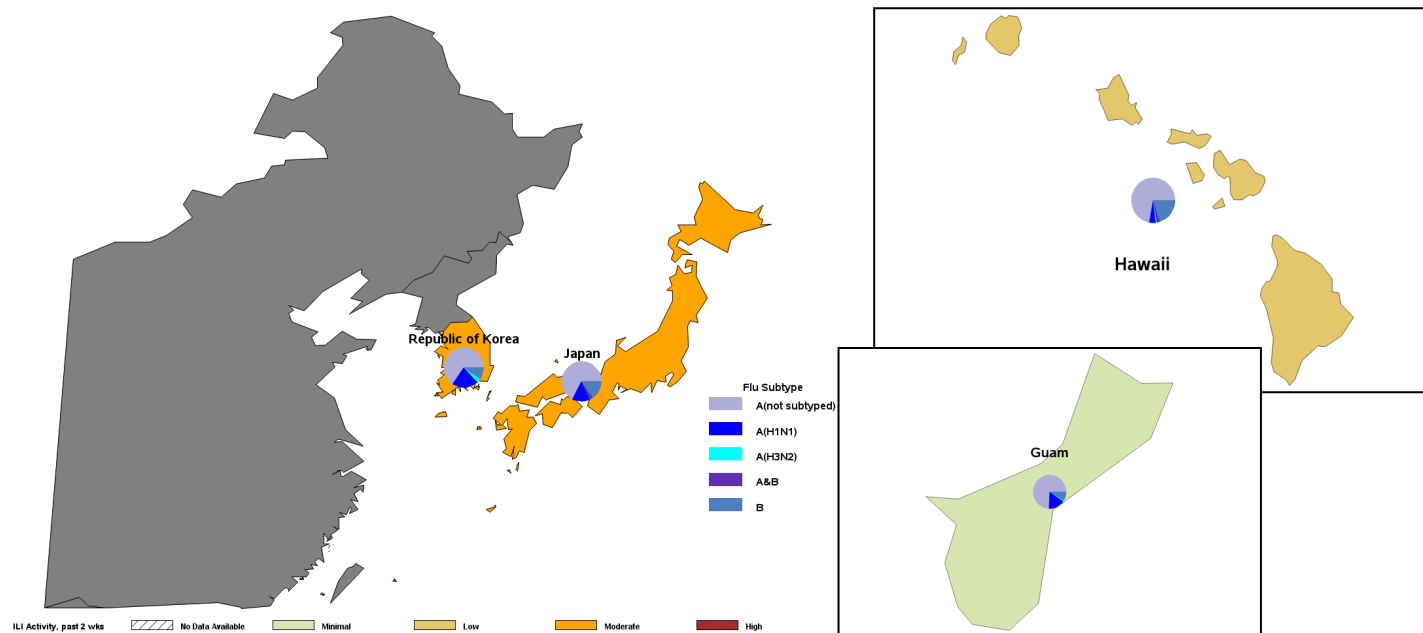 Hawaii
Republic of Korea
Japan
Flu Subtype
A(not subtyped)
A(H1N1)
A(H3N2)
A&B
B
Guam
ILI Activity, past 2 wks
No Data Available
Minimal
Low
Moderate
High